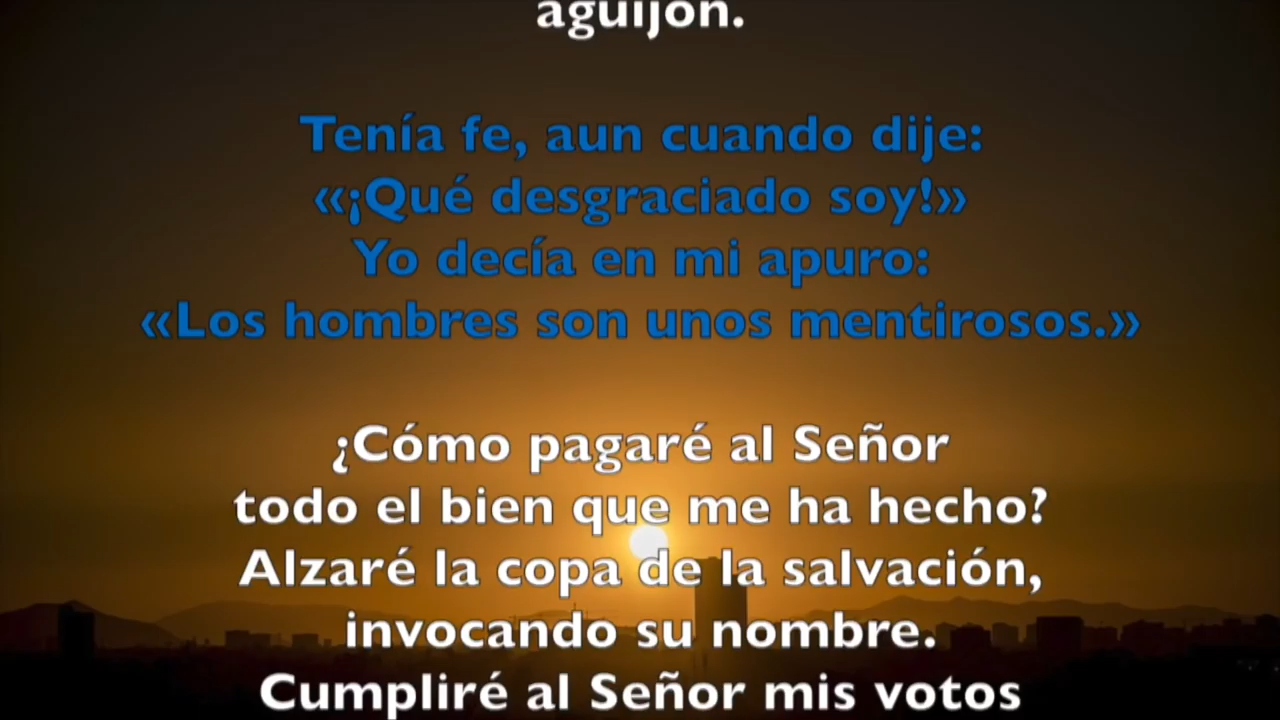 aguijón.
Tenía fe, aun cuando dije:
«¡Qué desgraciado soy!»
Yo decía en mi apuro:
«Los hombres son unos mentirosos.»
¿Cómo pagaré al Señor
todo el bien que me ha hecho?
Alzaré la copa de la salvación,
invocando su nombre.
Cumpliré al Señor mis votos